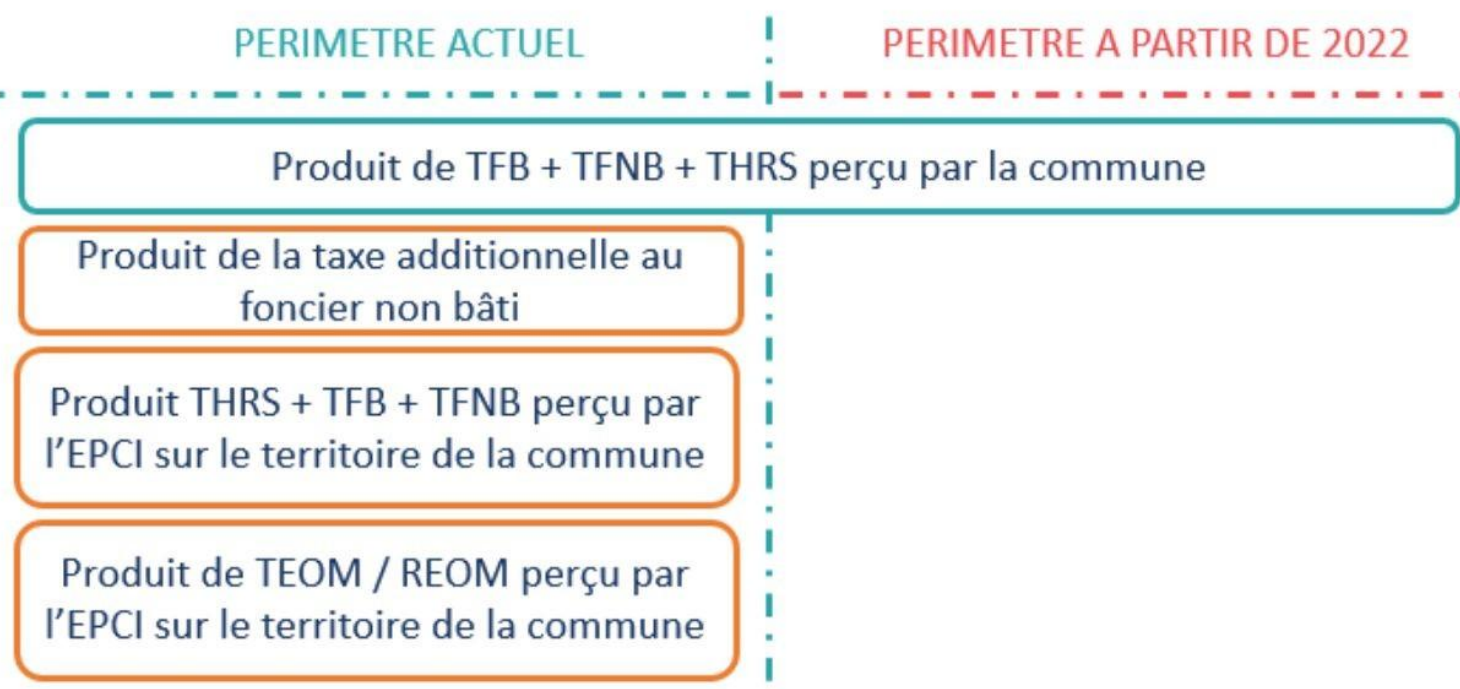 PERIMETRE ACTUEL
PERIMETRE A PARTIR DE 2022
Produit de TFB + TFNB + THRS perçu par la commune
Produit de la taxe additionnelle au
foncier non bâti
Produit THRS + TFB + TFNB perçu par
l’EPCI sur le territoire de la commune
Produit de TEOM / REOM perçu par
l’EPCI sur le territoire de la commune